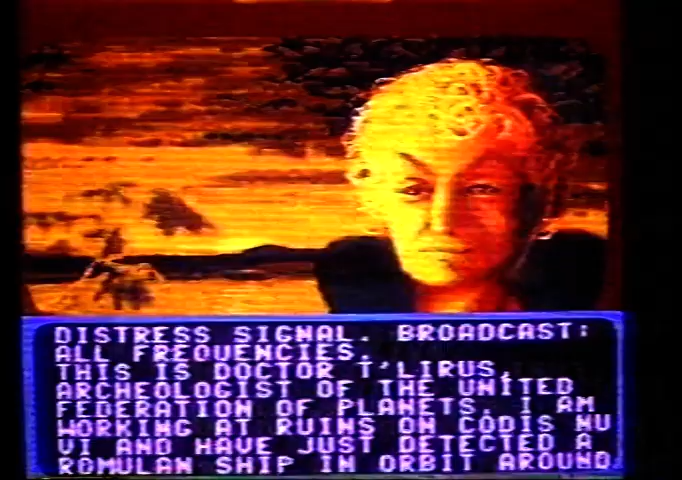 DISTRESS SIGNAL. BROADCAST:
ALL FREQUENCIES.
THIS IS DOCTOR T'LIRUS,
ARCHEOLOGIST OF THE UNITED
FEDERATION OF PLANETS. I AM
WORKING AT RUINS ON CODIS NU
VI AND HAVE JUST DETECTED A
ROMULAN SHIP IN ORBIT AROUND